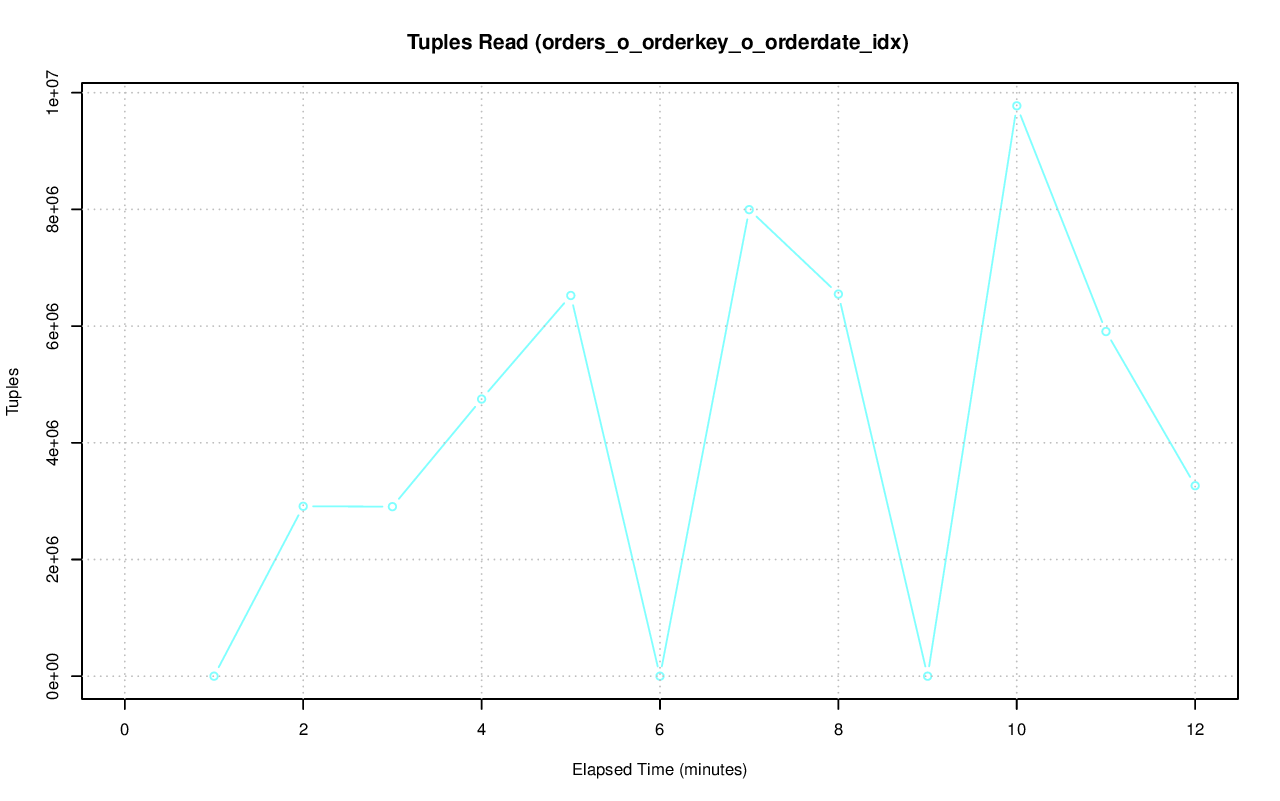 Tuples Read (orders_o_orderkey_o_orderdate_idx)
1e+07
8e+06
6e+06
4e+06
2e+06
0e+00
Tuples
0 2 4 6 8 10 12
Elapsed Time (minutes)